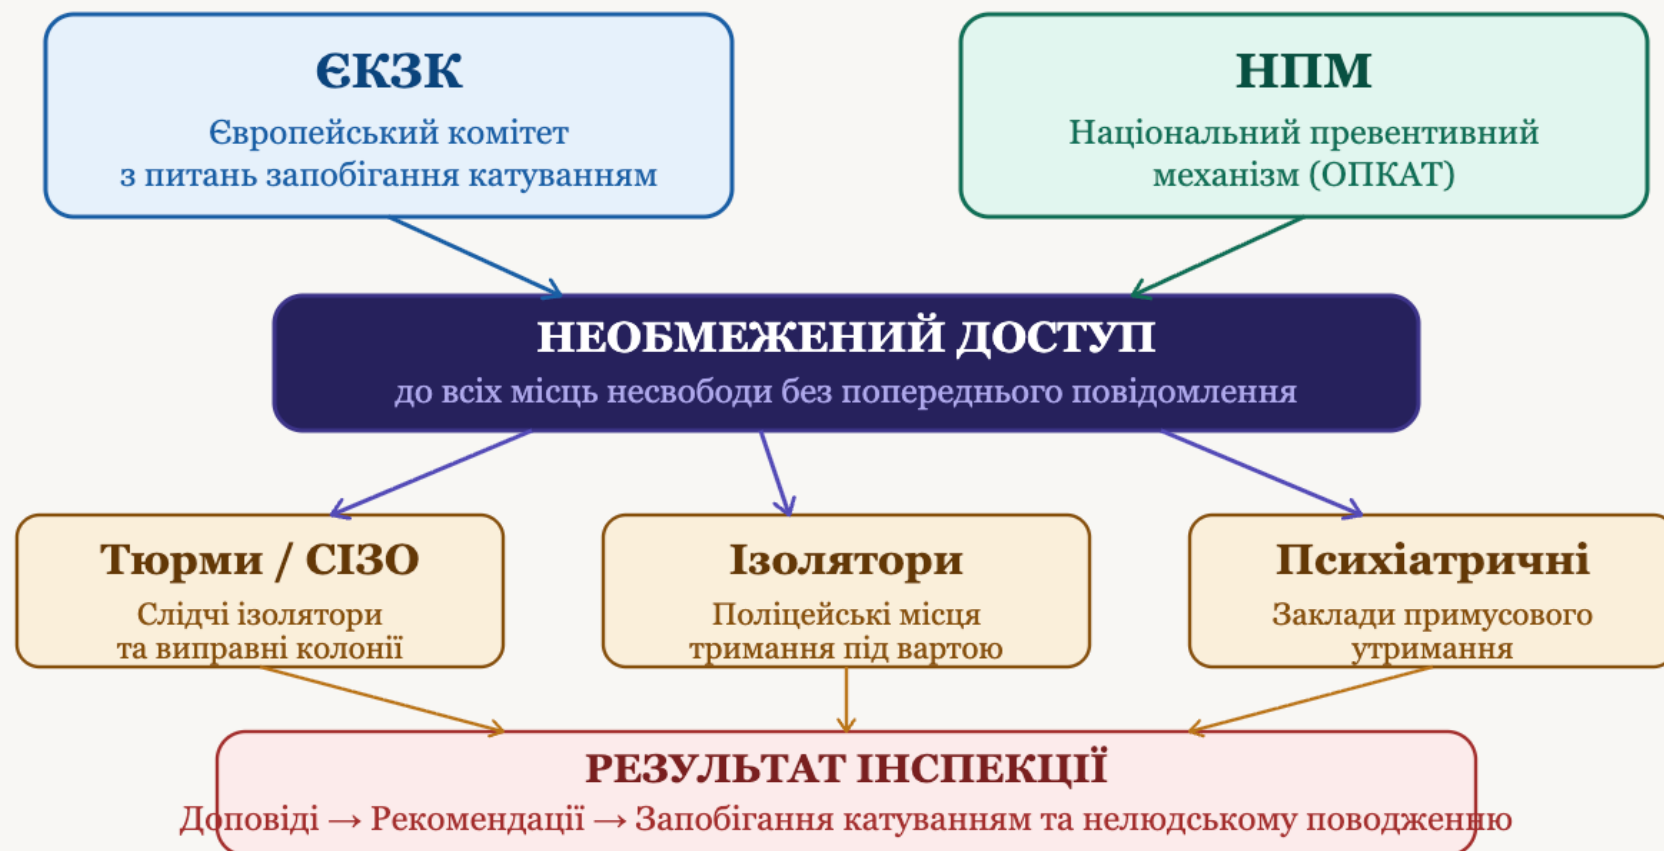 ЄКЗК
Європейський комітет
з питань запобігання катуванням
НПМ
Національний превентивний
механізм (ОПКАТ)
НЕОБМЕЖЕНИЙ ДОСТУП
до всіх місць несвободи без попереднього повідомлення
Тюрми / СІЗО
Слідчі ізолятори
та виправні колонії
Ізолятори
Поліцейські місця
тримання під вартою
Психіатричні
Заклади примусового
утримання
РЕЗУЛЬТАТ ІНСПЕКЦІЇ
Доповіді → Рекомендації → Запобігання катуванням та нелюдському поводженню